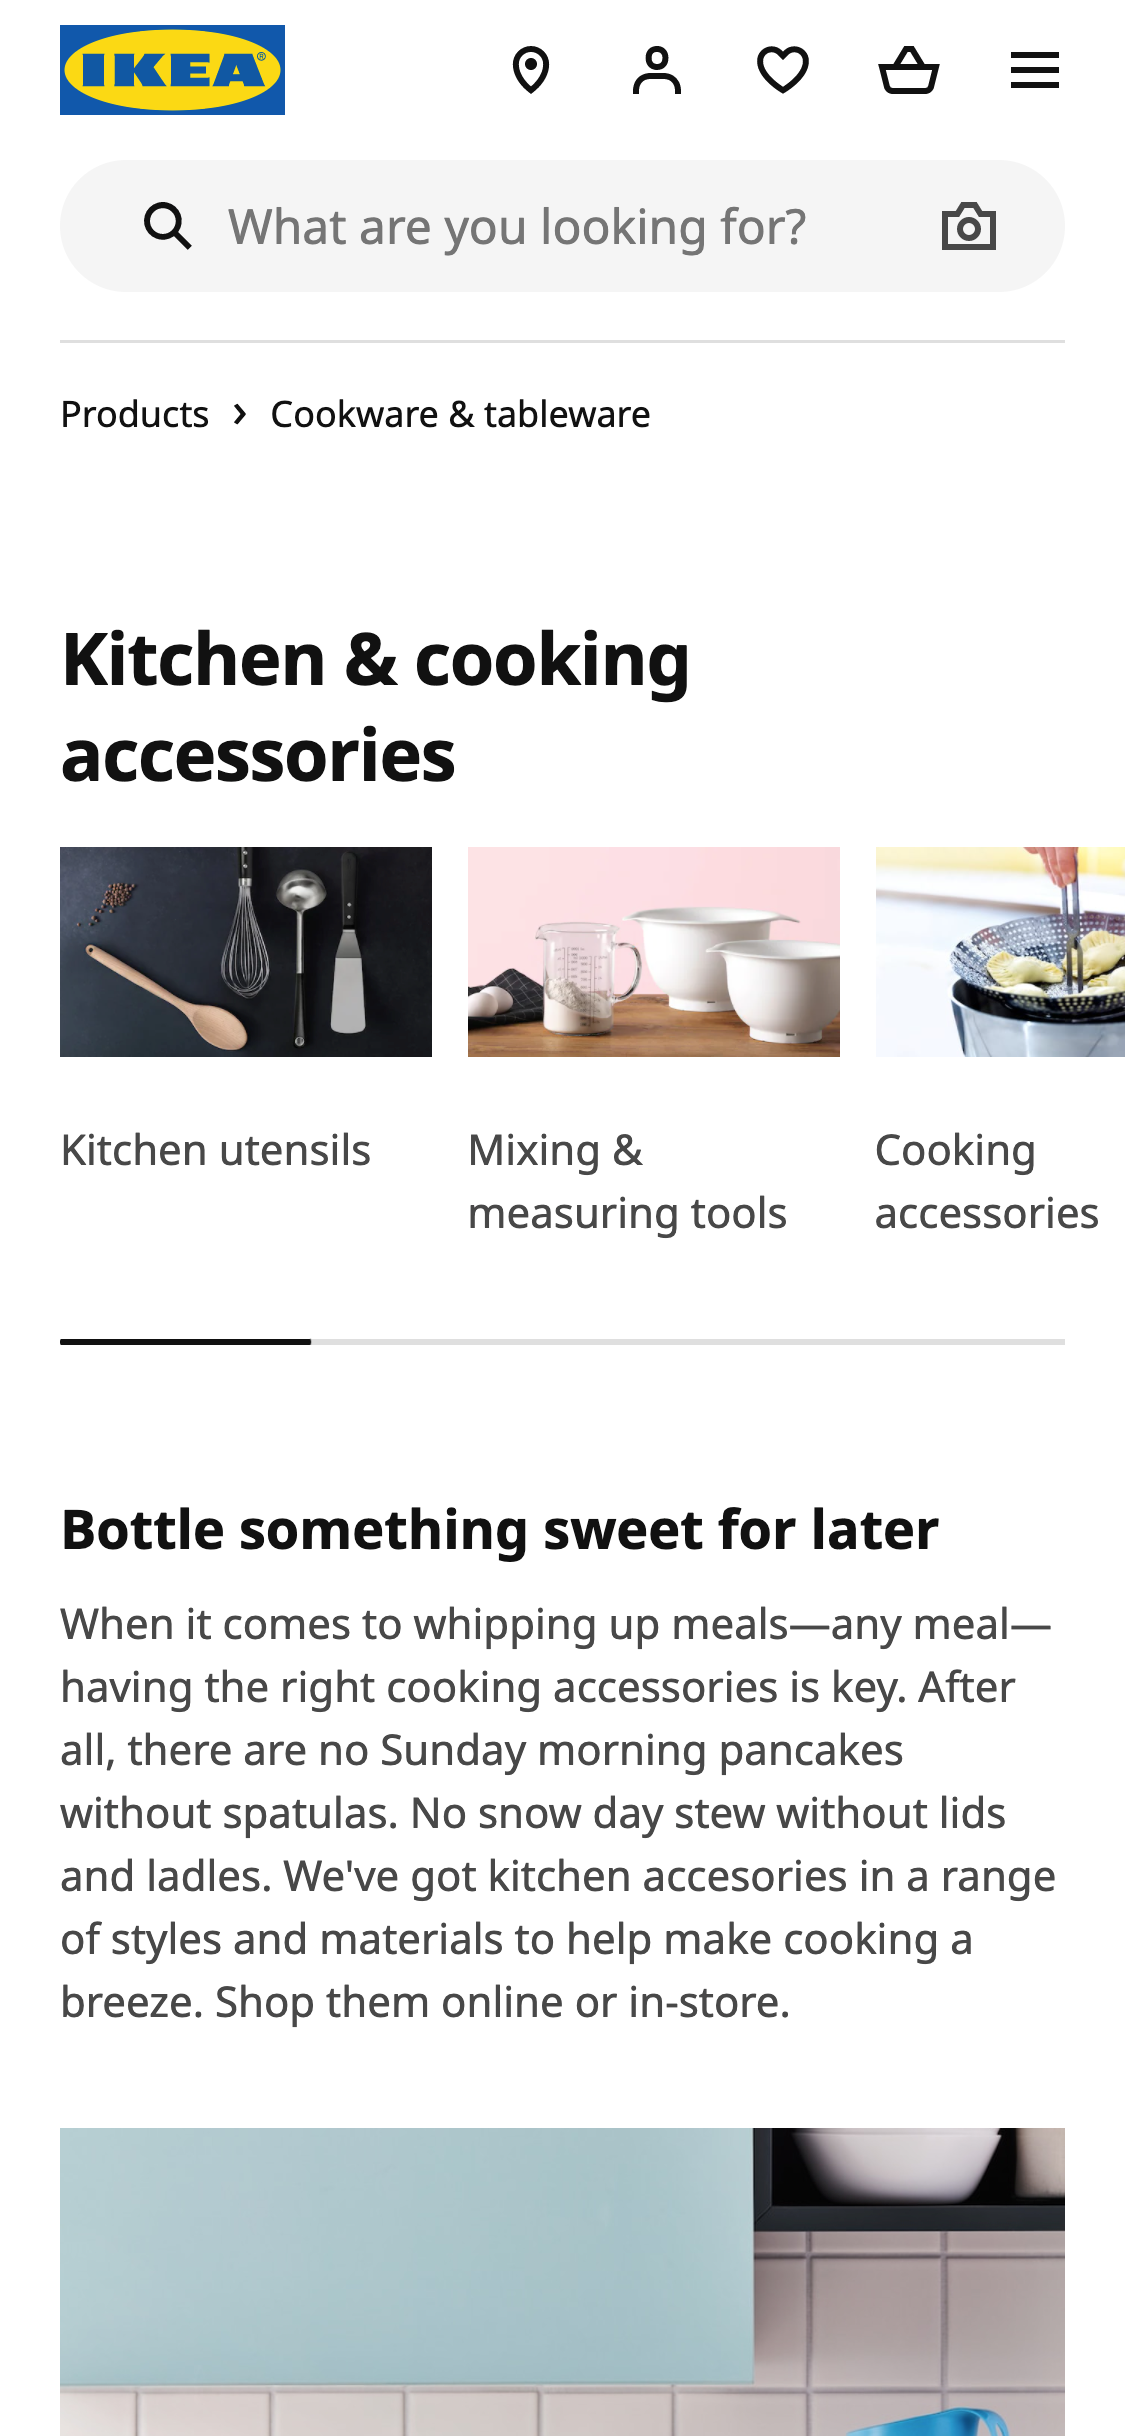 IKEA®
What are you looking for?
Products › Cookware & tableware
Kitchen & cooking
accessories
Kitchen utensils
Mixing &
measuring tools
Cooking
accessories
Bottle something sweet for later
When it comes to whipping up meals—any meal—
having the right cooking accessories is key. After
all, there are no Sunday morning pancakes
without spatulas. No snow day stew without lids
and ladles. We've got kitchen accesories in a range
of styles and materials to help make cooking a
breeze. Shop them online or in-store.